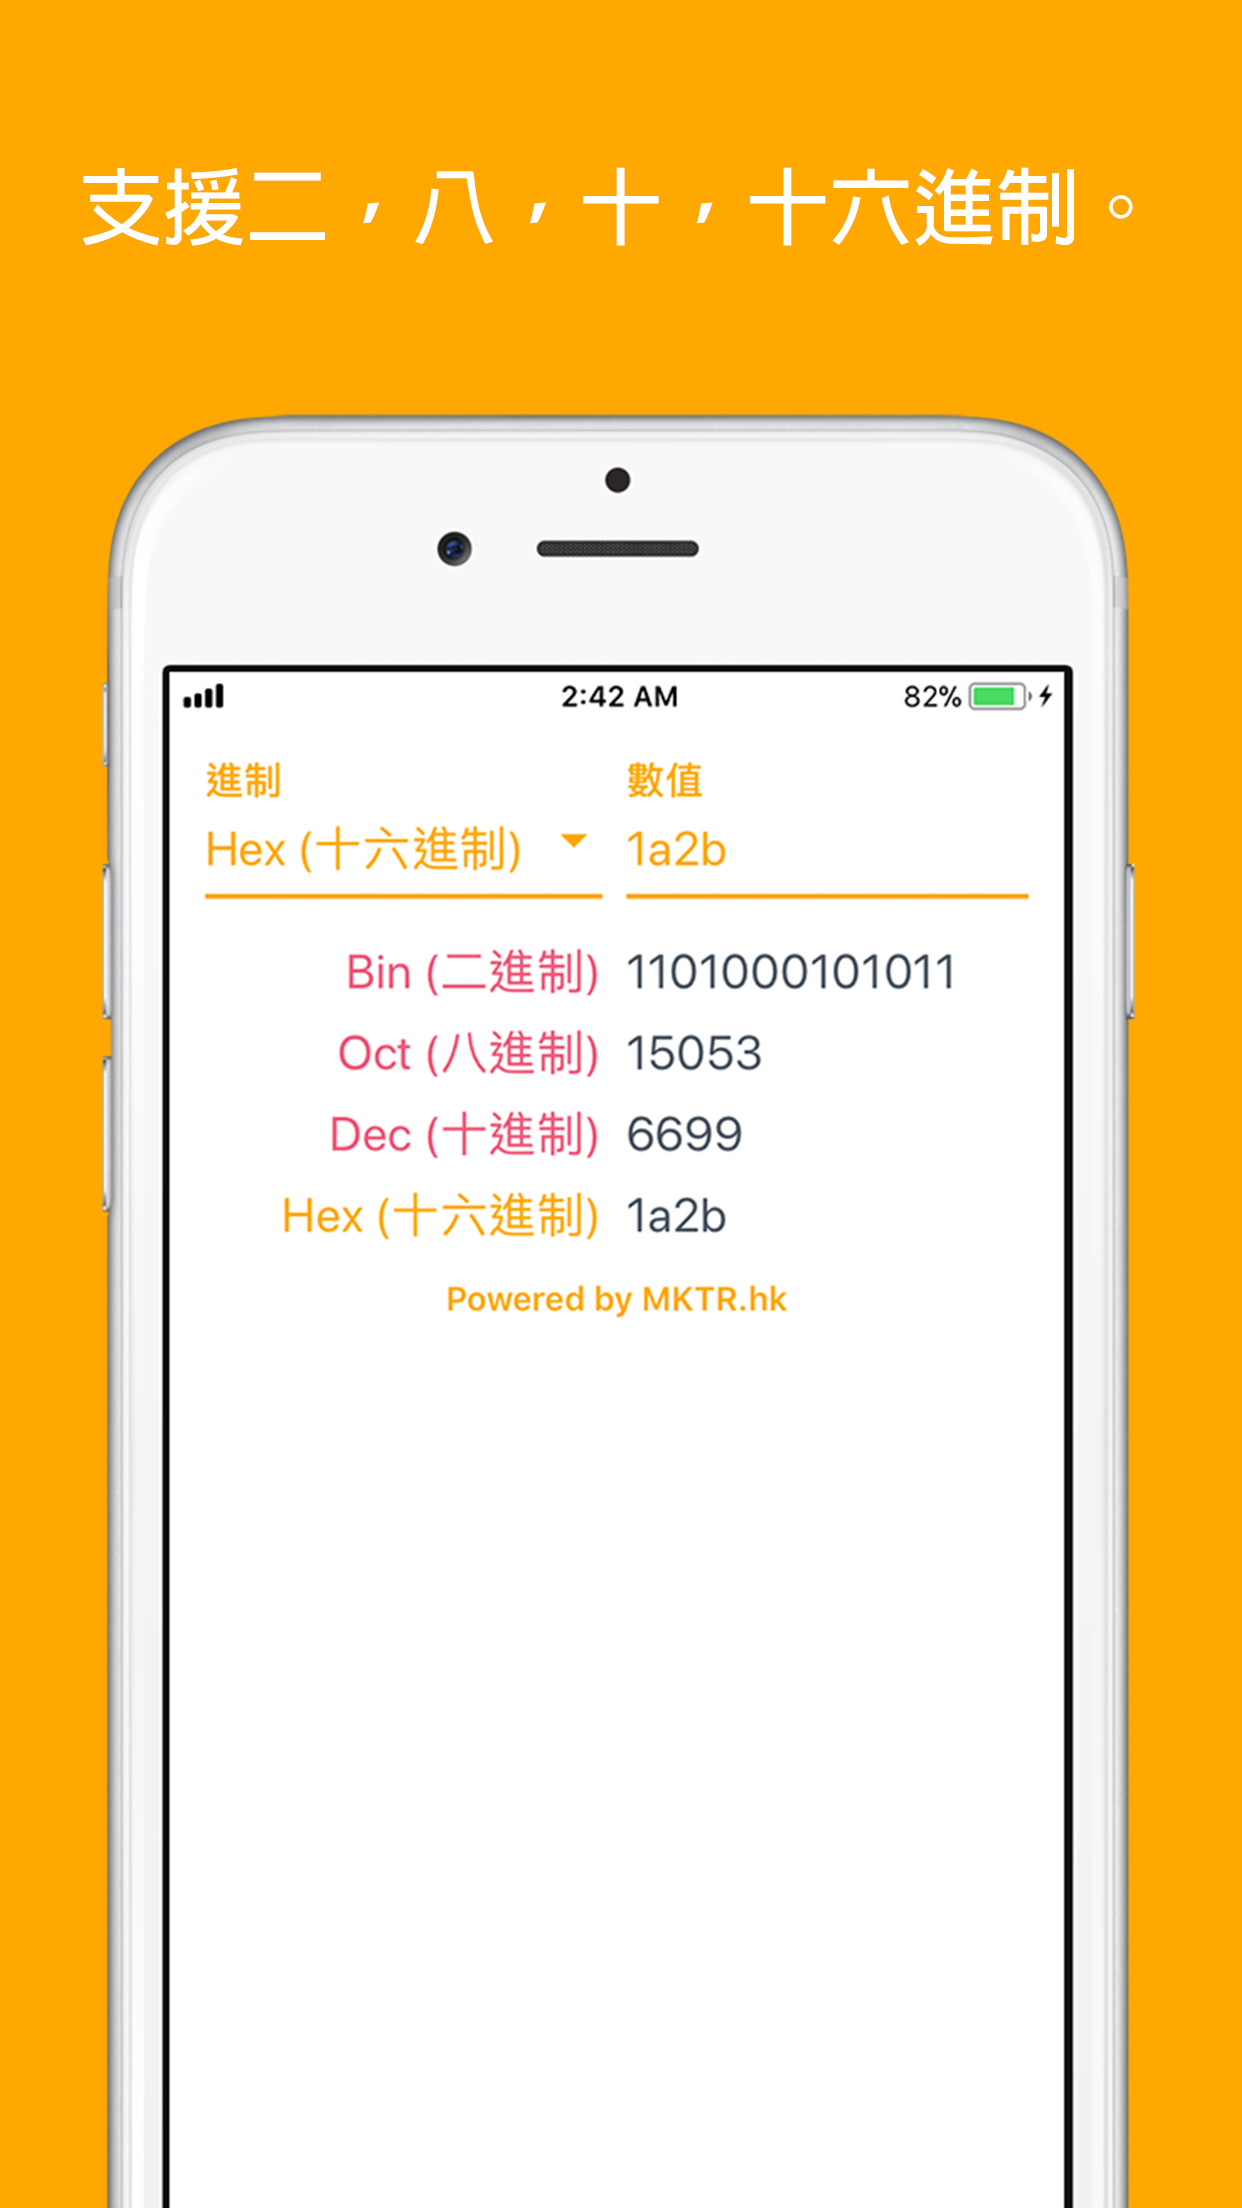 支援二，八，十，十六進制。
2:42 AM 82%
進制 數值
Hex (十六進制) 1a2b
Bin (二進制) 1101000101011
Oct (八進制) 15053
Dec (十進制) 6699
Hex (十六進制) 1a2b
Powered by MKTR.hk